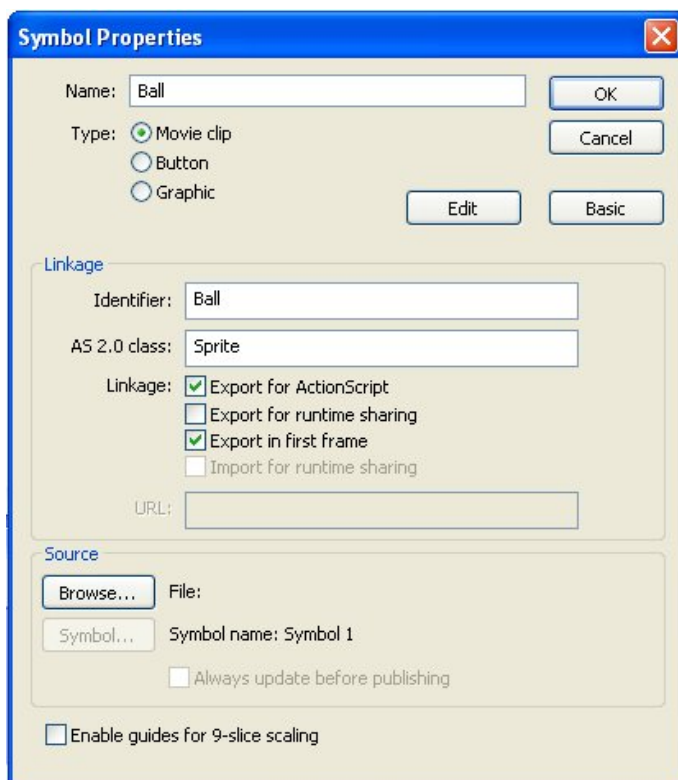 Symbol Properties
Name: Ball
OK
Type: Movie clip
Cancel
Button
Graphic
Edit
Basic
Linkage
Identifier: Ball
AS 2.0 class: Sprite
Linkage: Export for ActionScript
Export for runtime sharing
Export in first frame
Import for runtime sharing
URL:
Source
Browse... File:
Symbol... Symbol name: Symbol 1
Always update before publishing
Enable guides for 9-slice scaling